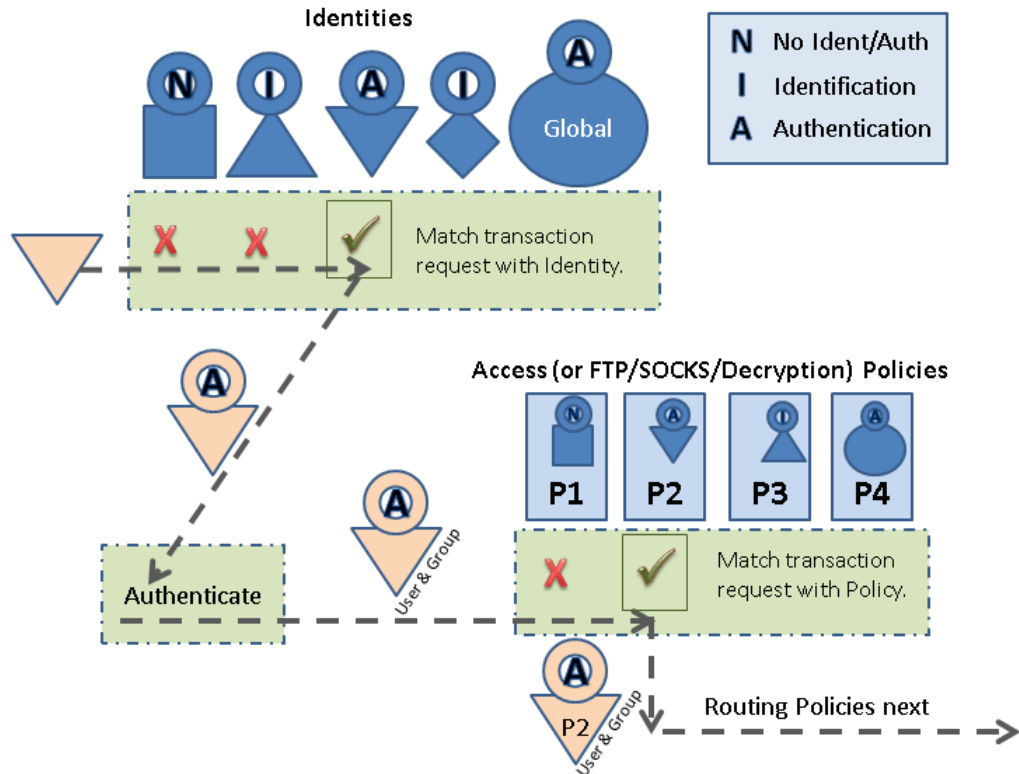 Identities
N No Ident/Auth
I Identification
A Authentication
N I A I A
Global
X X
Match transaction
request with Identity.
A
Access (or FTP/SOCKS/Decryption) Policies
N A I A
P1 P2 P3 P4
A
User & Group
X
Match transaction
request with Policy.
Authenticate
A
P2
User & Group
Routing Policies next